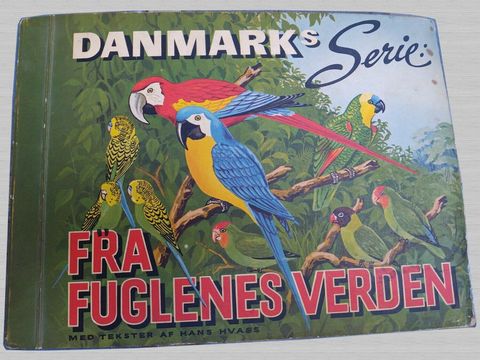 DANMARKs Serie:
FRA
FUGLENES VERDEN
MED TEKSTER AF HANS HVASS